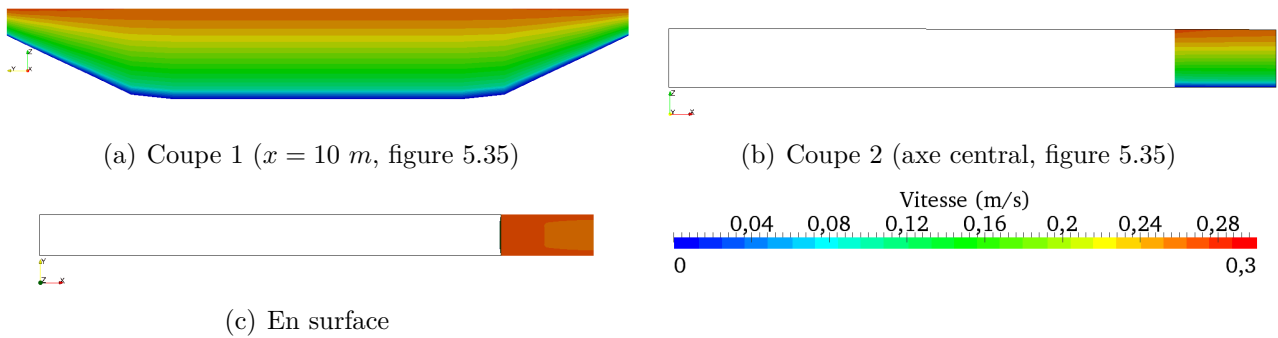 Z
Y X
(a) Coupe 1 (x = 10 m, figure 5.35)
Z
Y X
(b) Coupe 2 (axe central, figure 5.35)
Y
Z X
(c) En surface
Vitesse (m/s)
0,04 0,08 0,12 0,16 0,2 0,24 0,28
0 0,3